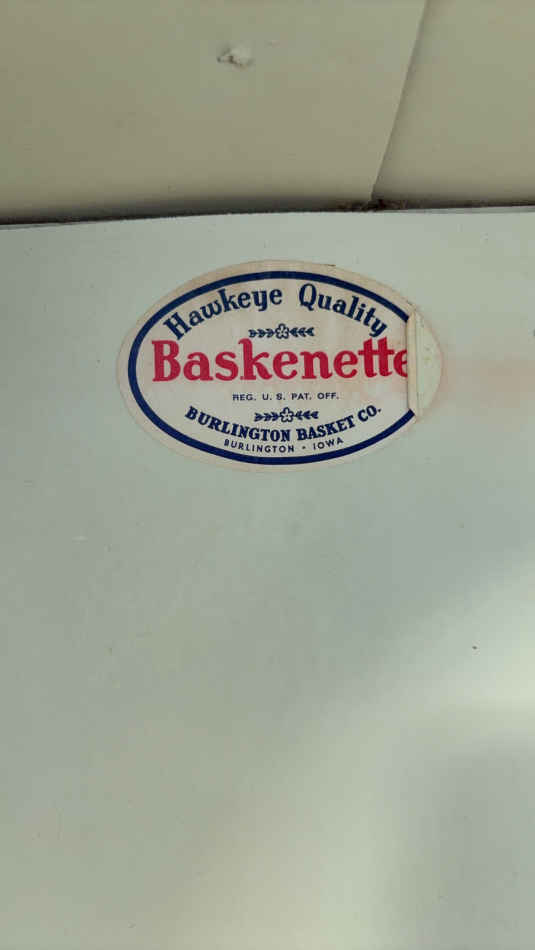 Hawkeye Quality
Baskenette
REG. U. S. PAT. OFF.
BURLINGTON BASKET CO.
BURLINGTON • IOWA